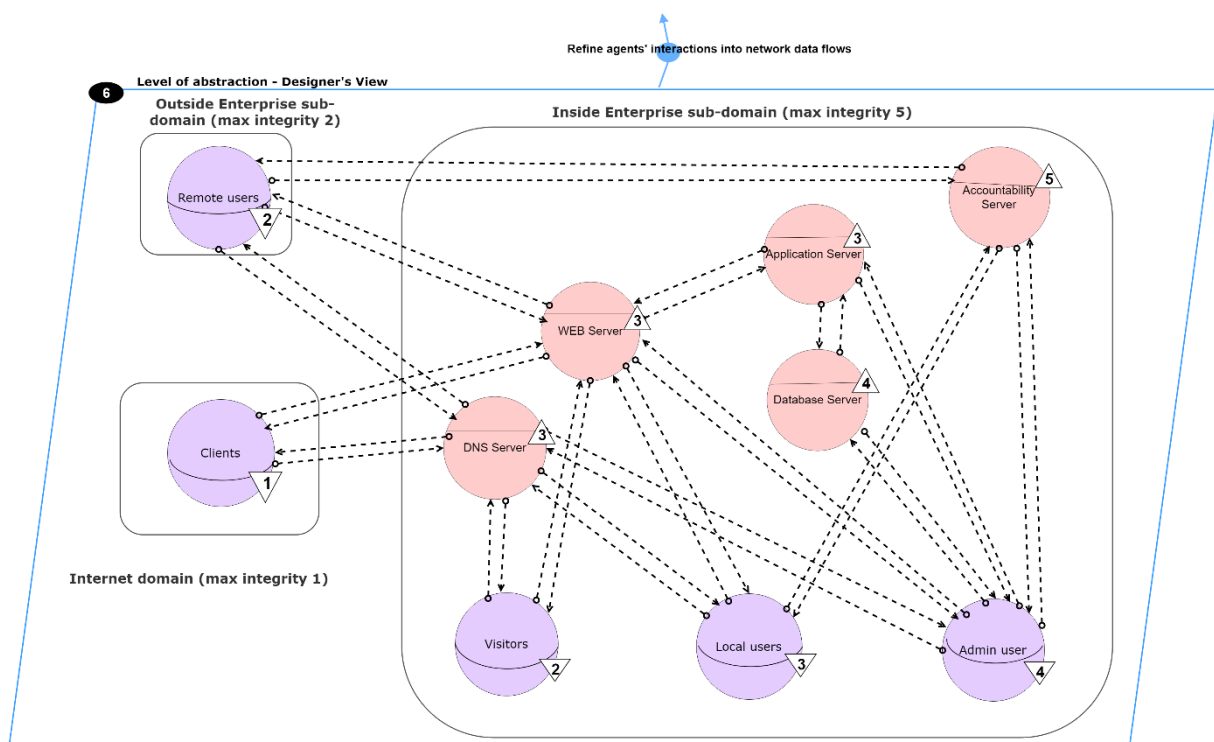 Refine agents' interactions into network data flows
6
Level of abstraction - Designer's View
Outside Enterprise sub-
domain (max integrity 2)
Inside Enterprise sub-domain (max integrity 5)
Remote users
2
Accountability
Server
5
Application Server
3
WEB Server
3
Database Server
4
Clients
1
DNS Server
3
Internet domain (max integrity 1)
Visitors
2
Local users
3
Admin user
4